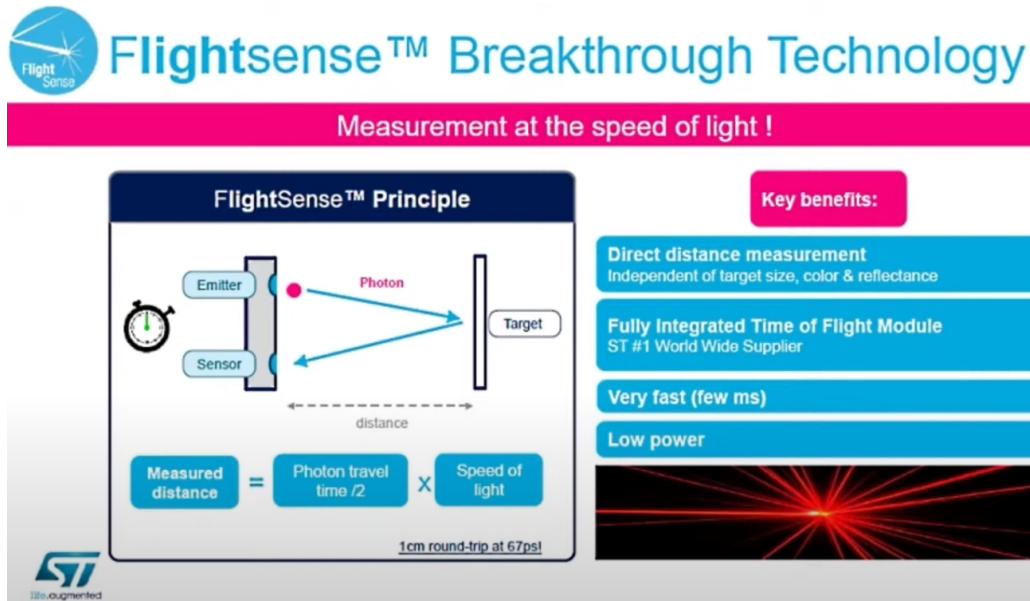 Flight
Sense
Flightsense™ Breakthrough Technology
Measurement at the speed of light !
FlightSense™ Principle
Emitter
Photon
Target
Sensor
distance
Measured
distance
=
Photon travel
time /2
X
Speed of
light
1cm round-trip at 67ps!
Key benefits:
Direct distance measurement
Independent of target size, color & reflectance
Fully Integrated Time of Flight Module
ST #1 World Wide Supplier
Very fast (few ms)
Low power
ST
life.augmented